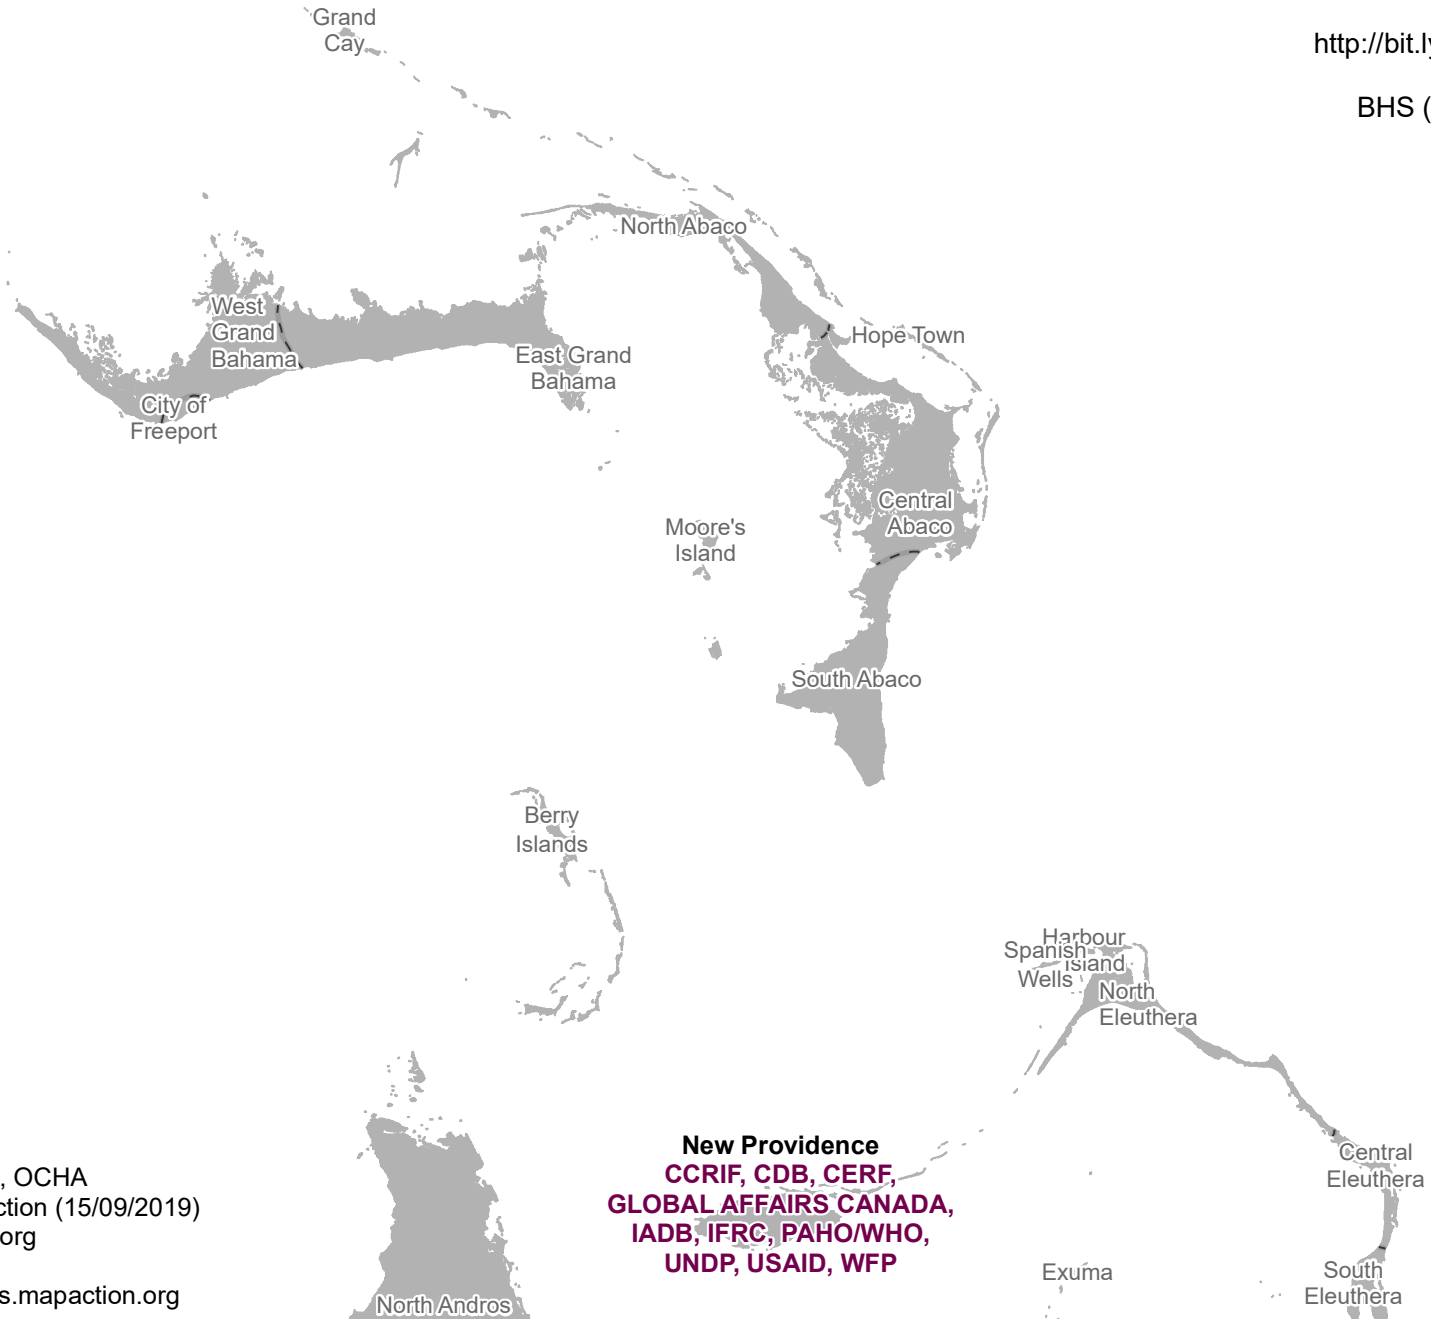 Grand
Cay
http://bit.ly
BHS (
North Abaco
West
Grand
Bahama
Hope Town
East Grand
Bahama
City of
Freeport
Central
Abaco
Moore's
Island
South Abaco
Berry
Islands
Harbour
Island
Spanish
Wells
North
Eleuthera
New Providence
CCRIF, CDB, CERF,
GLOBAL AFFAIRS CANADA,
IADB, IFRC, PAHO/WHO,
UNDP, USAID, WFP
Central
Eleuthera
, OCHA
ction (15/09/2019)
org
s.mapaction.org
North Andros
Exuma
South
Eleuthera